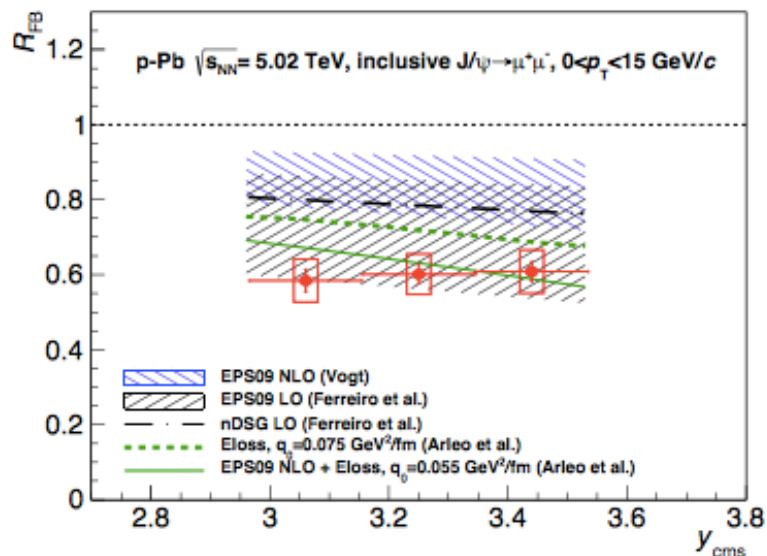 R_FB
p-Pb √s_NN = 5.02 TeV, inclusive J/ψ→μ⁺μ⁻, 0<p_T<15 GeV/c
1.2
1
0.8
0.6
0.4
0.2
0
EPS09 NLO (Vogt)
EPS09 LO (Ferreiro et al.)
nDSG LO (Ferreiro et al.)
Eloss, q₀=0.075 GeV²/fm (Arleo et al.)
EPS09 NLO + Eloss, q₀=0.055 GeV²/fm (Arleo et al.)
2.8 3 3.2 3.4 3.6 3.8
y_cms